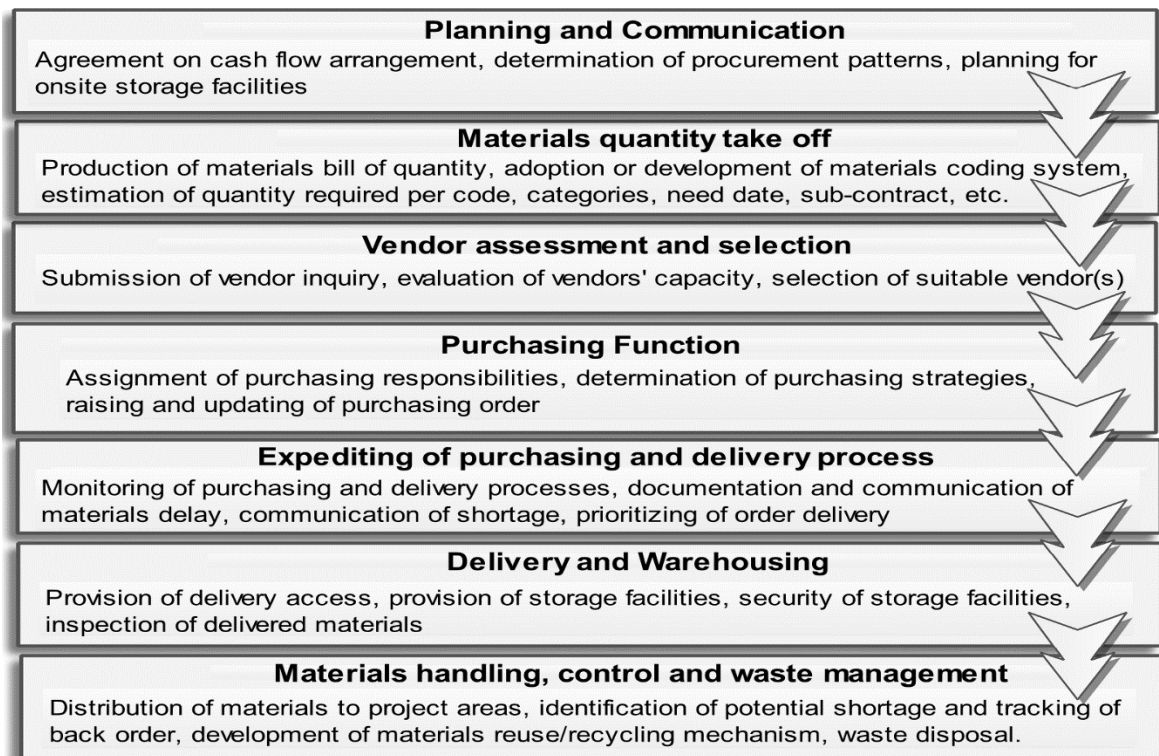 Planning and Communication
Agreement on cash flow arrangement, determination of procurement patterns, planning for
onsite storage facilities
Materials quantity take off
Production of materials bill of quantity, adoption or development of materials coding system,
estimation of quantity required per code, categories, need date, sub-contract, etc.
Vendor assessment and selection
Submission of vendor inquiry, evaluation of vendors' capacity, selection of suitable vendor(s)
Purchasing Function
Assignment of purchasing responsibilities, determination of purchasing strategies,
raising and updating of purchasing order
Expediting of purchasing and delivery process
Monitoring of purchasing and delivery processes, documentation and communication of
materials delay, communication of shortage, prioritizing of order delivery
Delivery and Warehousing
Provision of delivery access, provision of storage facilities, security of storage facilities,
inspection of delivered materials
Materials handling, control and waste management
Distribution of materials to project areas, identification of potential shortage and tracking of
back order, development of materials reuse/recycling mechanism, waste disposal.